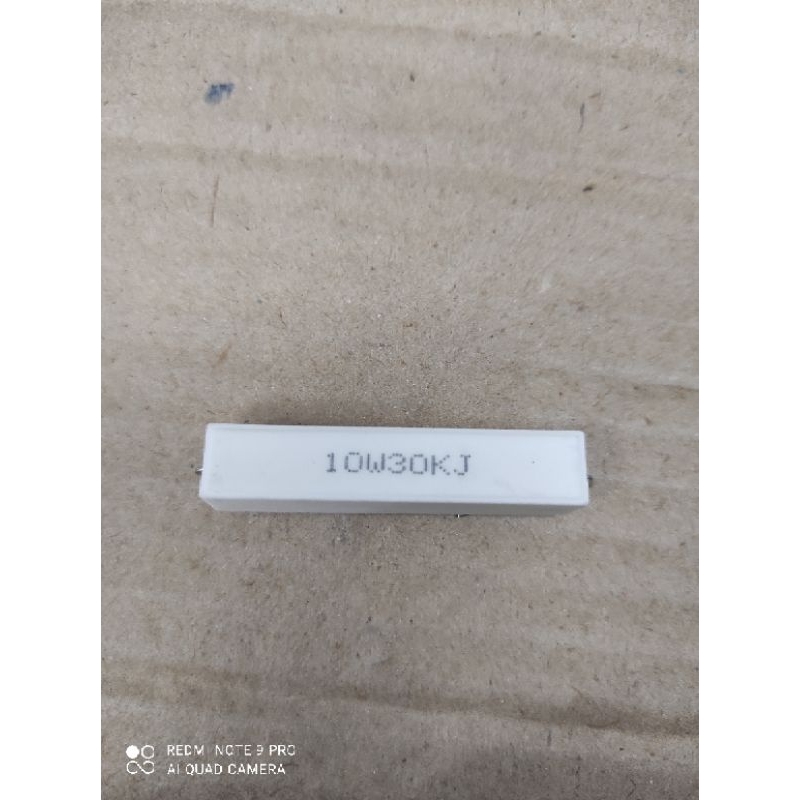 10W30KJ
REDMI NOTE 9 PRO
AI QUAD CAMERA